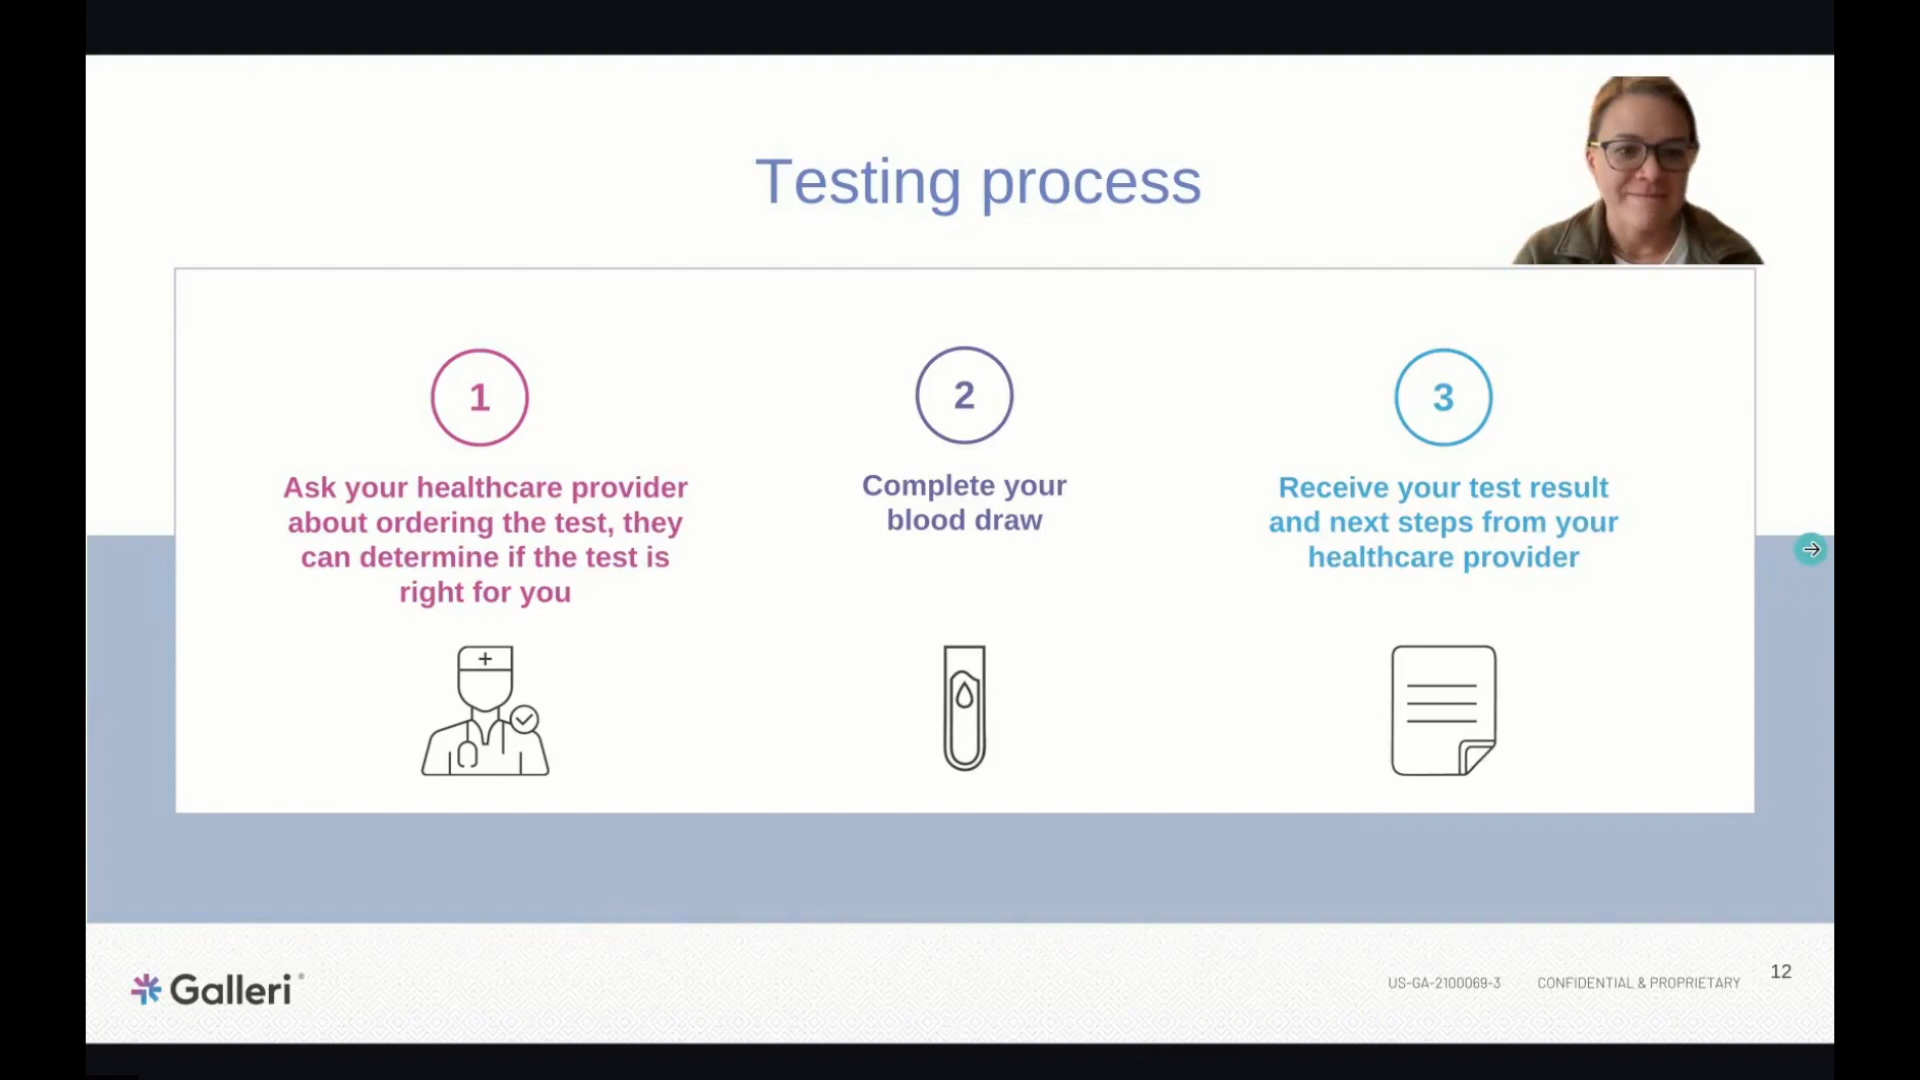 Testing process
1
Ask your healthcare provider
about ordering the test, they
can determine if the test is
right for you
2
Complete your
blood draw
3
Receive your test result
and next steps from your
healthcare provider
Galleri®
US-GA-2100069-3 CONFIDENTIAL & PROPRIETARY 12